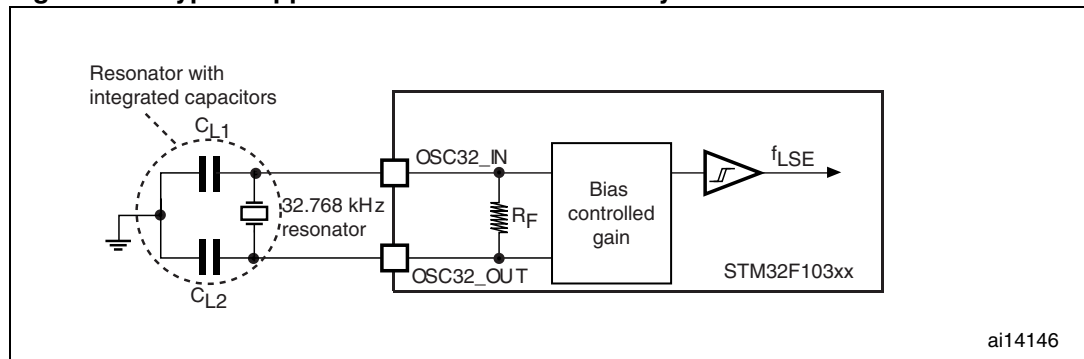 Resonator with
integrated capacitors
CL1
OSC32_IN
fLSE
32.768 kHz
resonator
RF
Bias
controlled
gain
OSC32_OUT
STM32F103xx
CL2
ai14146